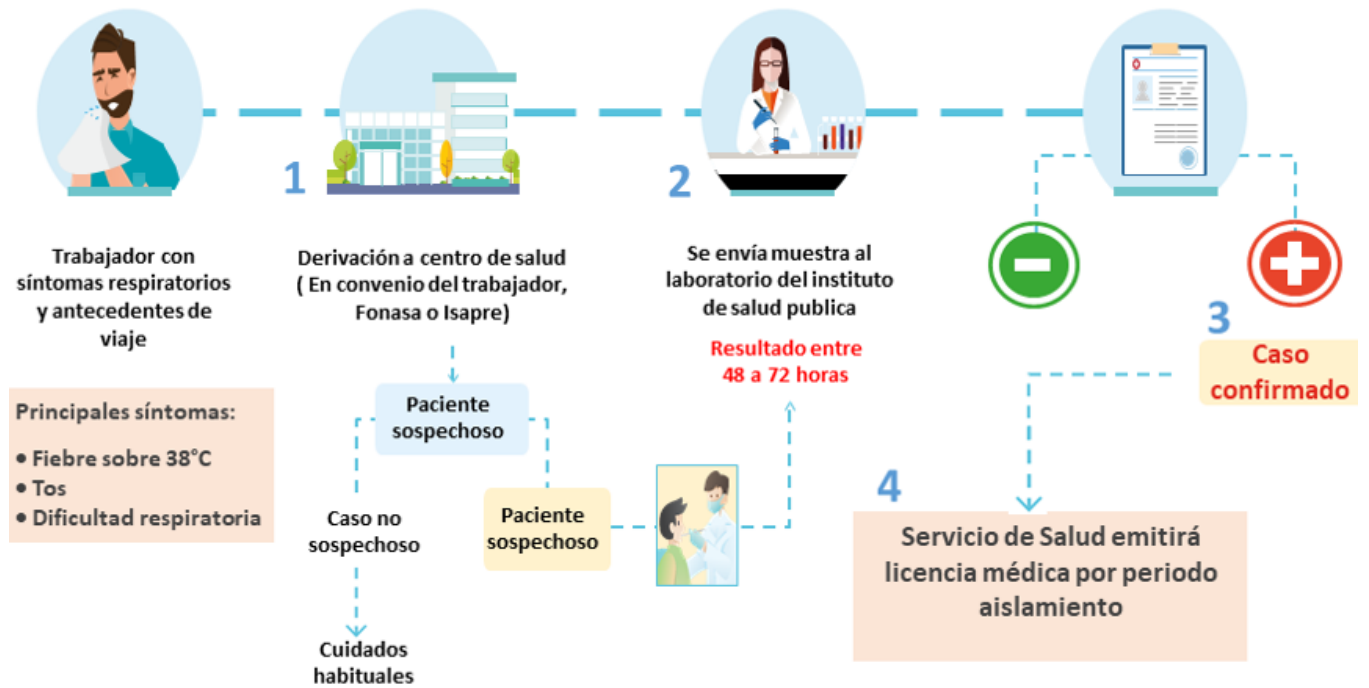 Trabajador con
síntomas respiratorios
y antecedentes de
viaje
Principales síntomas:
• Fiebre sobre 38°C
• Tos
• Dificultad respiratoria
1
Derivación a centro de salud
( En convenio del trabajador,
Fonasa o Isapre)
Paciente
sospechoso
Caso no
sospechoso
Cuidados
habituales
Paciente
sospechoso
2
Se envía muestra al
laboratorio del instituto
de salud publica
Resultado entre
48 a 72 horas
3
Caso
confirmado
4
Servicio de Salud emitirá
licencia médica por periodo
aislamiento